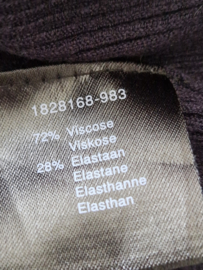 1828168-983
72% Viscose
Viskose
28% Elastaan
Elastane
Elasthanne
Elasthan